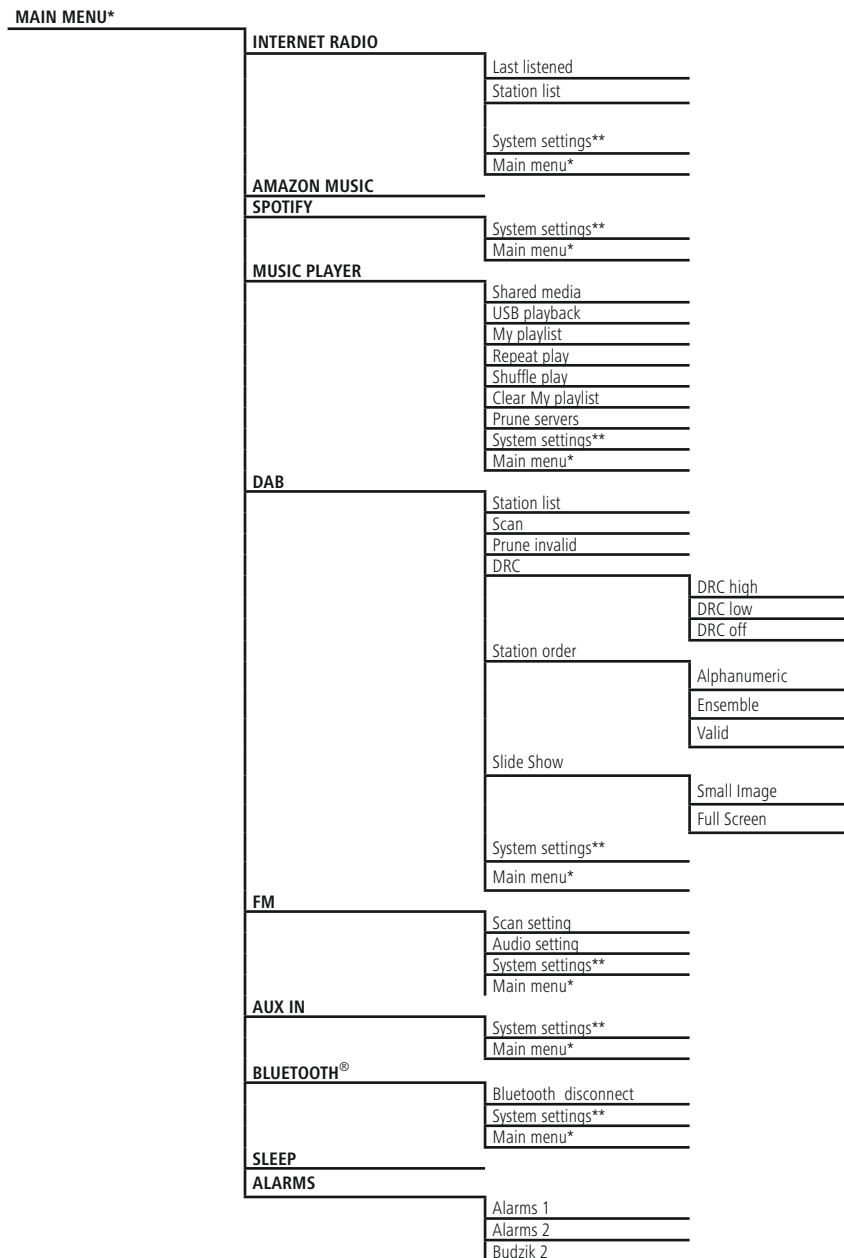 MAIN MENU*
INTERNET RADIO
Last listened
Station list
System settings**
Main menu*
AMAZON MUSIC
SPOTIFY
System settings**
Main menu*
MUSIC PLAYER
Shared media
USB playback
My playlist
Repeat play
Shuffle play
Clear My playlist
Prune servers
System settings**
Main menu*
DAB
Station list
Scan
Prune invalid
DRC
DRC high
DRC low
DRC off
Station order
Alphanumeric
Ensemble
Valid
Slide Show
Small Image
Full Screen
System settings**
Main menu*
FM
Scan setting
Audio setting
System settings**
Main menu*
AUX IN
System settings**
Main menu*
BLUETOOTH®
Bluetooth disconnect
System settings**
Main menu*
SLEEP
ALARMS
Alarms 1
Alarms 2
Budzik 2